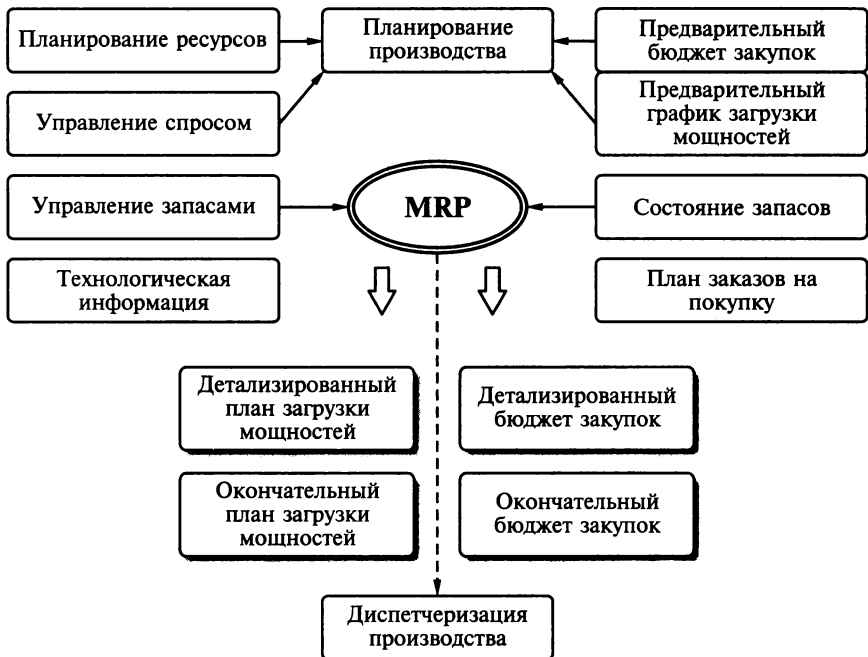 Планирование ресурсов
Планирование
производства
Предварительный
бюджет закупок
Управление спросом
Предварительный
график загрузки
мощностей
Управление запасами
MRP
Состояние запасов
Технологическая
информация
План заказов на
покупку
Детализированный
план загрузки
мощностей
Детализированный
бюджет закупок
Окончательный
план загрузки
мощностей
Окончательный
бюджет закупок
Диспетчеризация
производства